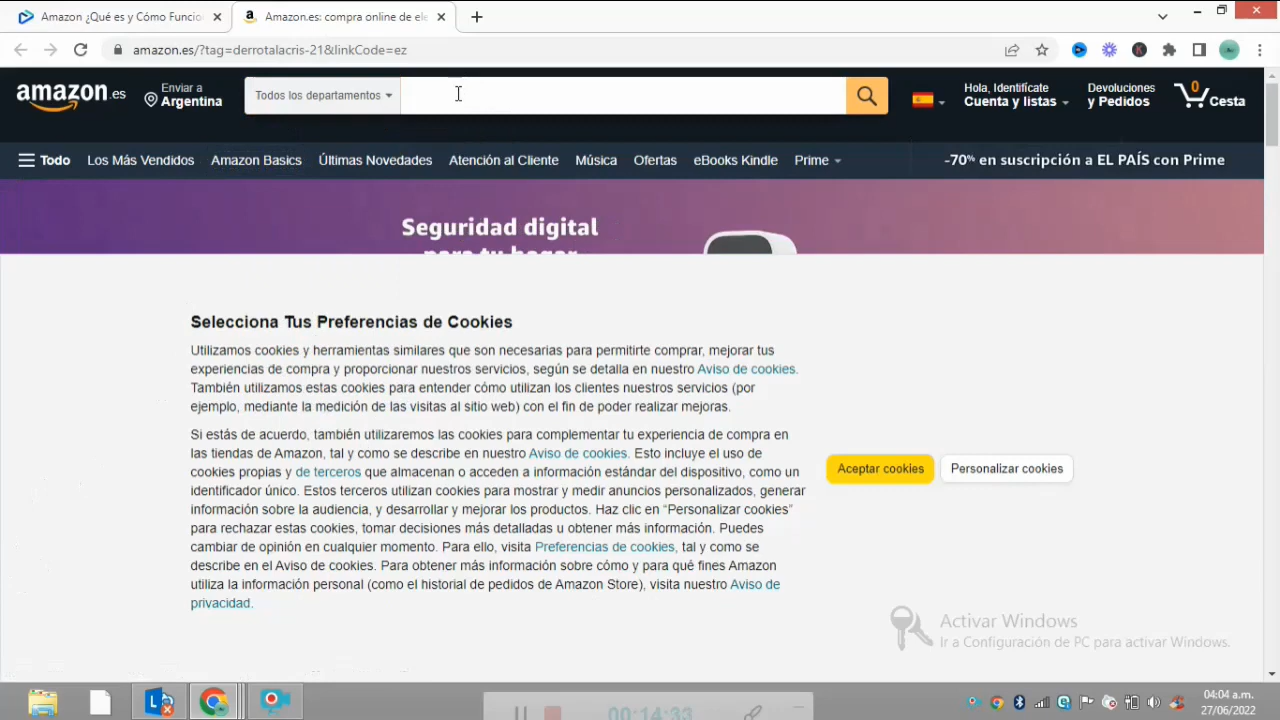 Amazon ¿Qué es y Cómo Funcio
Amazon.es: compra online de ele
amazon.es/?tag=derrotalacris-21&linkCode=ez
amazon.es
Enviar a
Argentina
Todos los departamentos
Hola, Identifícate
Cuenta y listas
Devoluciones
y Pedidos
0
Cesta
Todo
Los Más Vendidos
Amazon Basics
Últimas Novedades
Atención al Cliente
Música
Ofertas
eBooks Kindle
Prime
-70% en suscripción a EL PAÍS con Prime
Seguridad digital
para tu hogar
Selecciona Tus Preferencias de Cookies
Utilizamos cookies y herramientas similares que son necesarias para permitirte comprar, mejorar tus
experiencias de compra y proporcionar nuestros servicios, según se detalla en nuestro Aviso de cookies.
También utilizamos estas cookies para entender cómo utilizan los clientes nuestros servicios (por
ejemplo, mediante la medición de las visitas al sitio web) con el fin de poder realizar mejoras.
Si estás de acuerdo, también utilizaremos las cookies para complementar tu experiencia de compra en
las tiendas de Amazon, tal y como se describe en nuestro Aviso de cookies. Esto incluye el uso de
cookies propias y de terceros que almacenan o acceden a información estándar del dispositivo, como un
identificador único. Estos terceros utilizan cookies para mostrar y medir anuncios personalizados, generar
información sobre la audiencia, y desarrollar y mejorar los productos. Haz clic en “Personalizar cookies”
para rechazar estas cookies, tomar decisiones más detalladas u obtener más información. Puedes
cambiar de opinión en cualquier momento. Para ello, visita Preferencias de cookies, tal y como se
describe en el Aviso de cookies. Para obtener más información sobre cómo y para qué fines Amazon
utiliza la información personal (como el historial de pedidos de Amazon Store), visita nuestro Aviso de
privacidad.
Aceptar cookies
Personalizar cookies
Activar Windows
Ir a Configuración de PC para activar Windows.
00:14:33
04:04 a.m.
27/06/2022